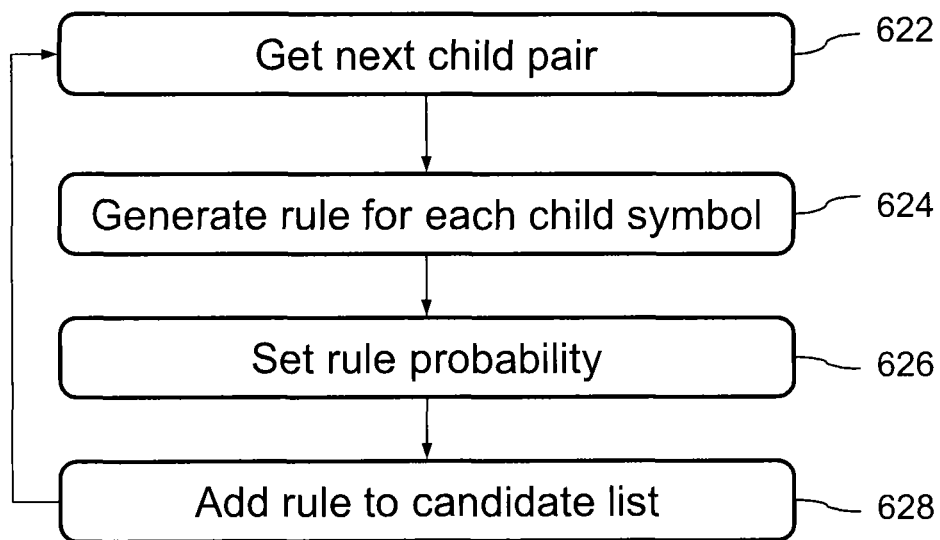 Get next child pair
622
Generate rule for each child symbol
624
Set rule probability
626
Add rule to candidate list
628